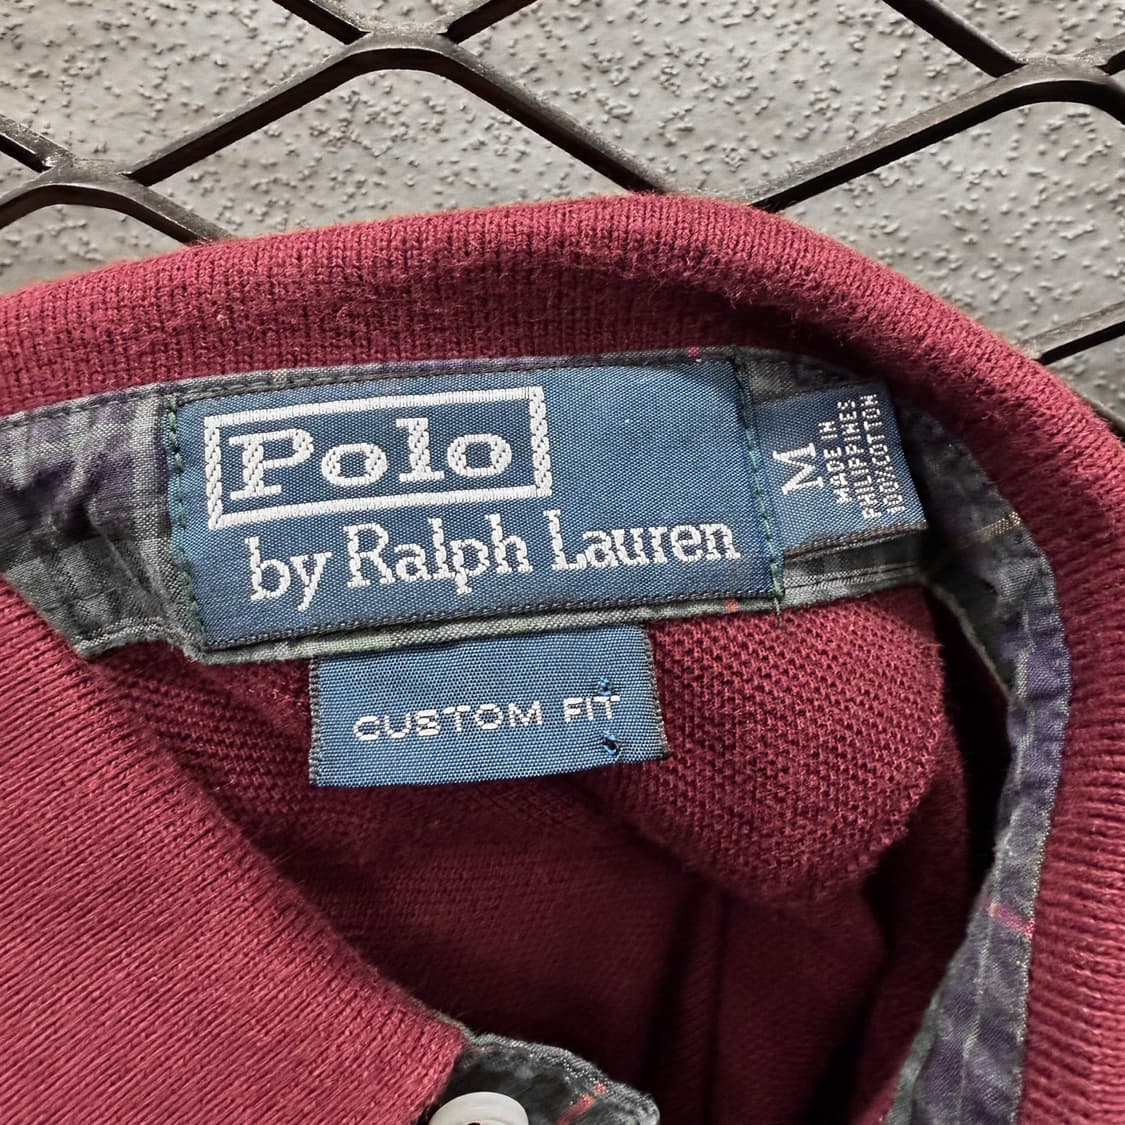 Polo
by Ralph Lauren
M
MADE IN
PHILIPPINES
100% COTTON
CUSTOM FIT